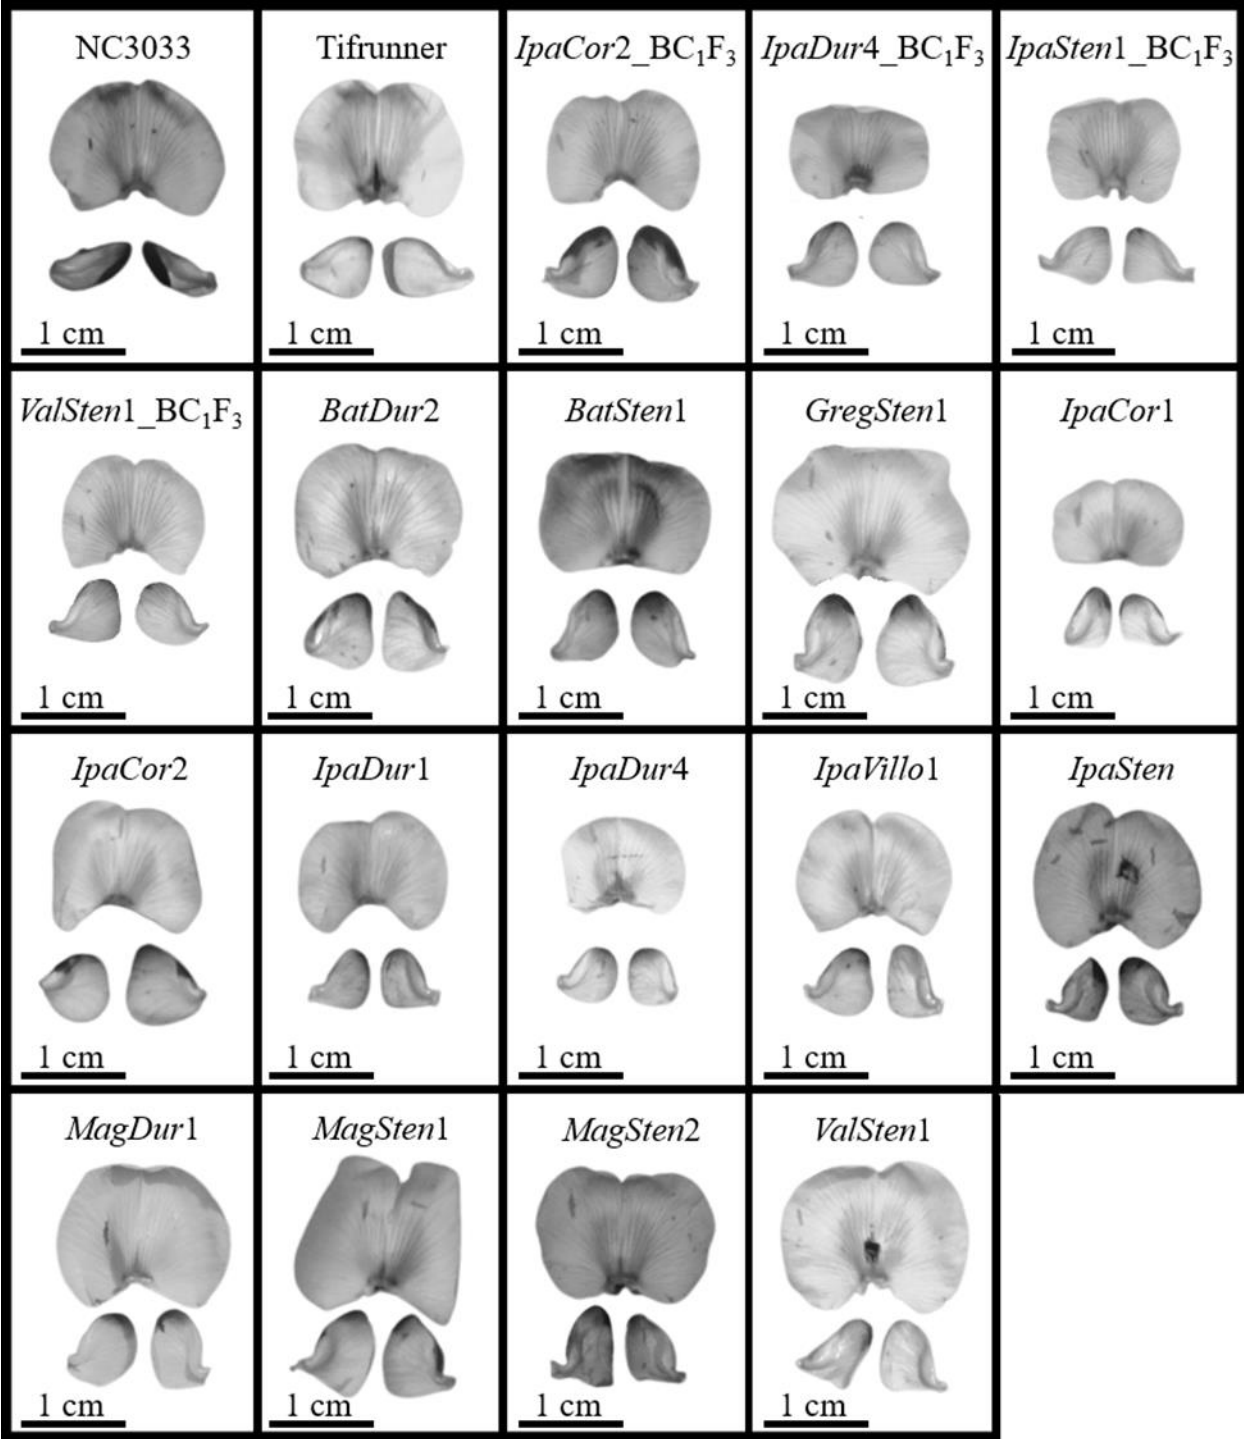 NC3033
Tifrunner
IpaCor2_BC₁F₃
IpaDur4_BC₁F₃
IpaSten1_BC₁F₃
1 cm
1 cm
1 cm
1 cm
1 cm
ValSten1_BC₁F₃
BatDur2
BatSten1
GregSten1
IpaCor1
1 cm
1 cm
1 cm
1 cm
1 cm
IpaCor2
IpaDur1
IpaDur4
IpaVillo1
IpaSten
1 cm
1 cm
1 cm
1 cm
1 cm
MagDur1
MagSten1
MagSten2
ValSten1
1 cm
1 cm
1 cm
1 cm